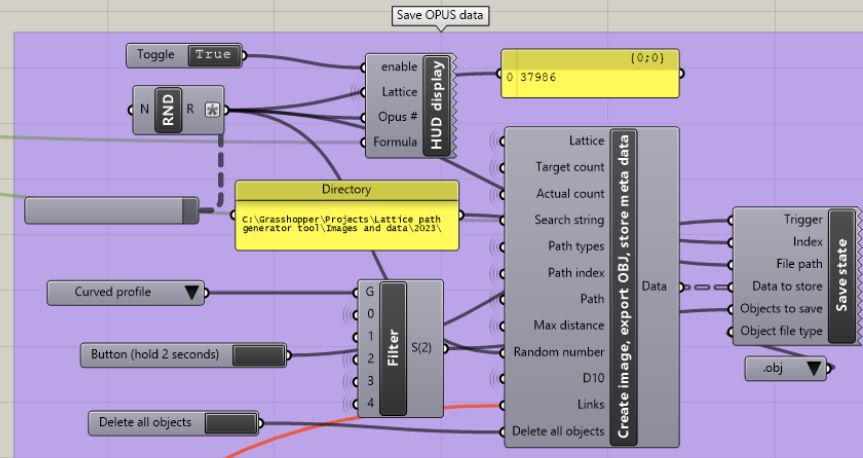 Save OPUS data
Toggle True
N RND R
enable
Lattice
Opus #
Formula
HUD display
{0;0}
0 37986
Directory
C:\Grasshopper\Projects\Lattice path
generator tool\Images and data\2023\
Curved profile
Button (hold 2 seconds)
Delete all objects
G
0
1
2
3
4
Filter
S(2)
Lattice
Target count
Actual count
Search string
Path types
Path index
Path
Max distance
Random number
D10
Links
Delete all objects
Create image, export OBJ, store meta data
Data
Trigger
Index
File path
Data to store
Objects to save
Object file type
Save state
.obj